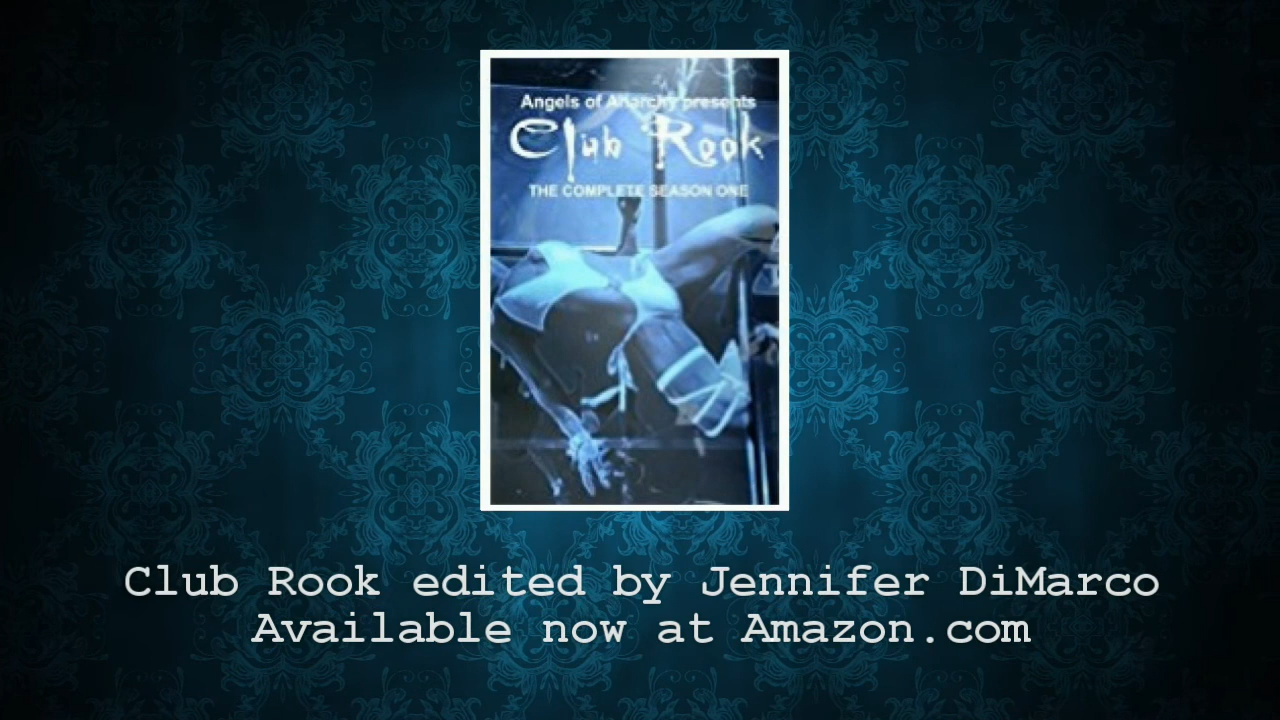 Angels of Anarchy presents
Club Rook
THE COMPLETE SEASON ONE
Club Rook edited by Jennifer DiMarco
Available now at Amazon.com